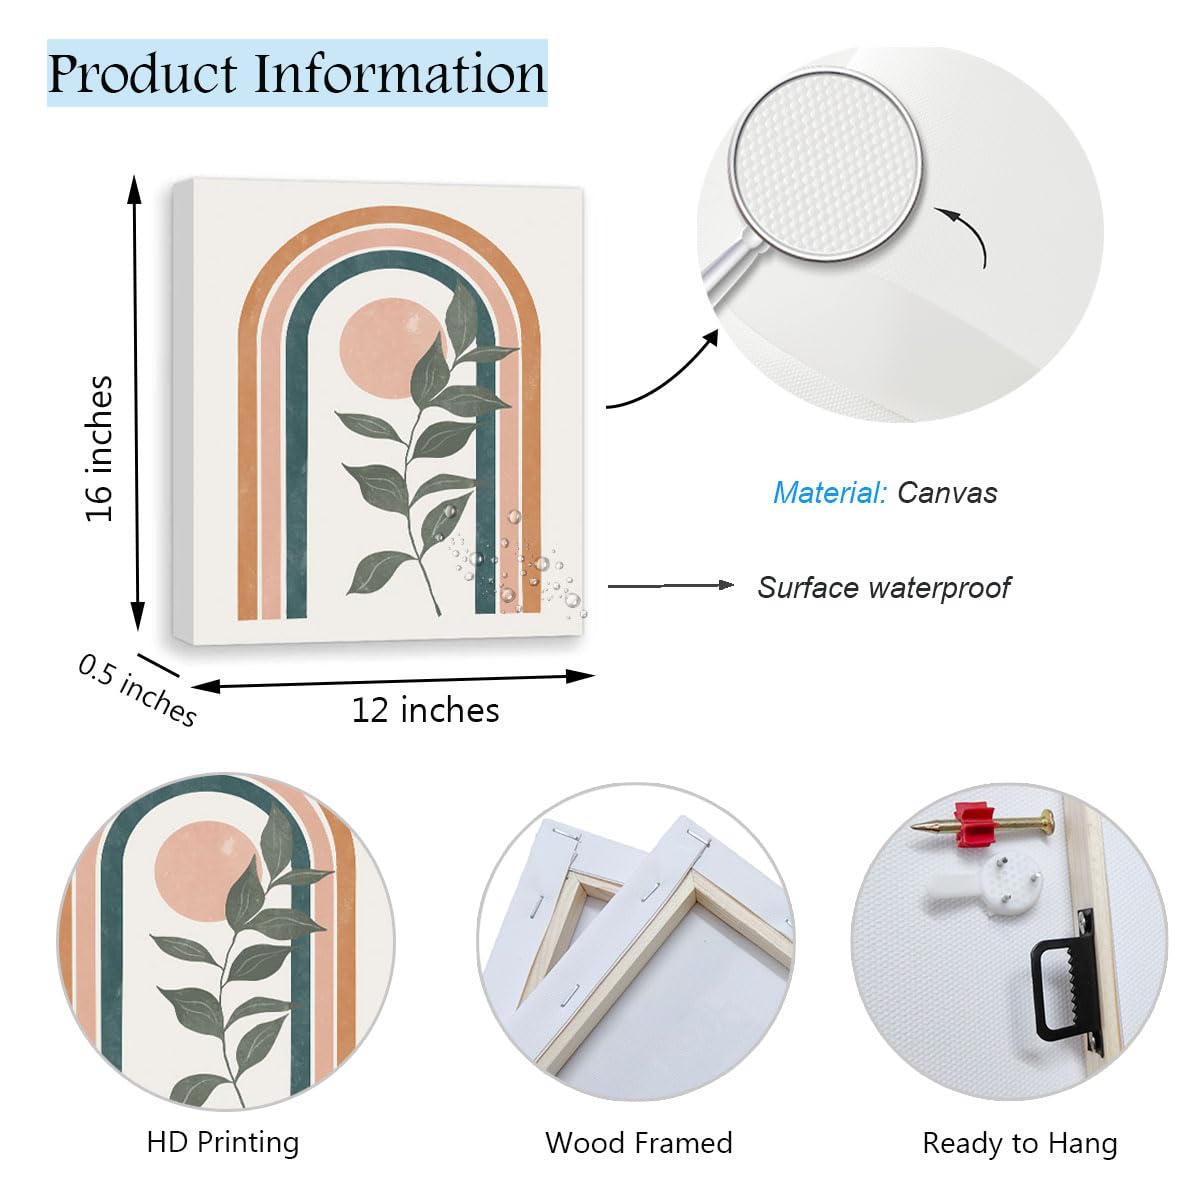 Product Information
16 inches
0.5 inches
12 inches
Material: Canvas
Surface waterproof
HD Printing
Wood Framed
Ready to Hang